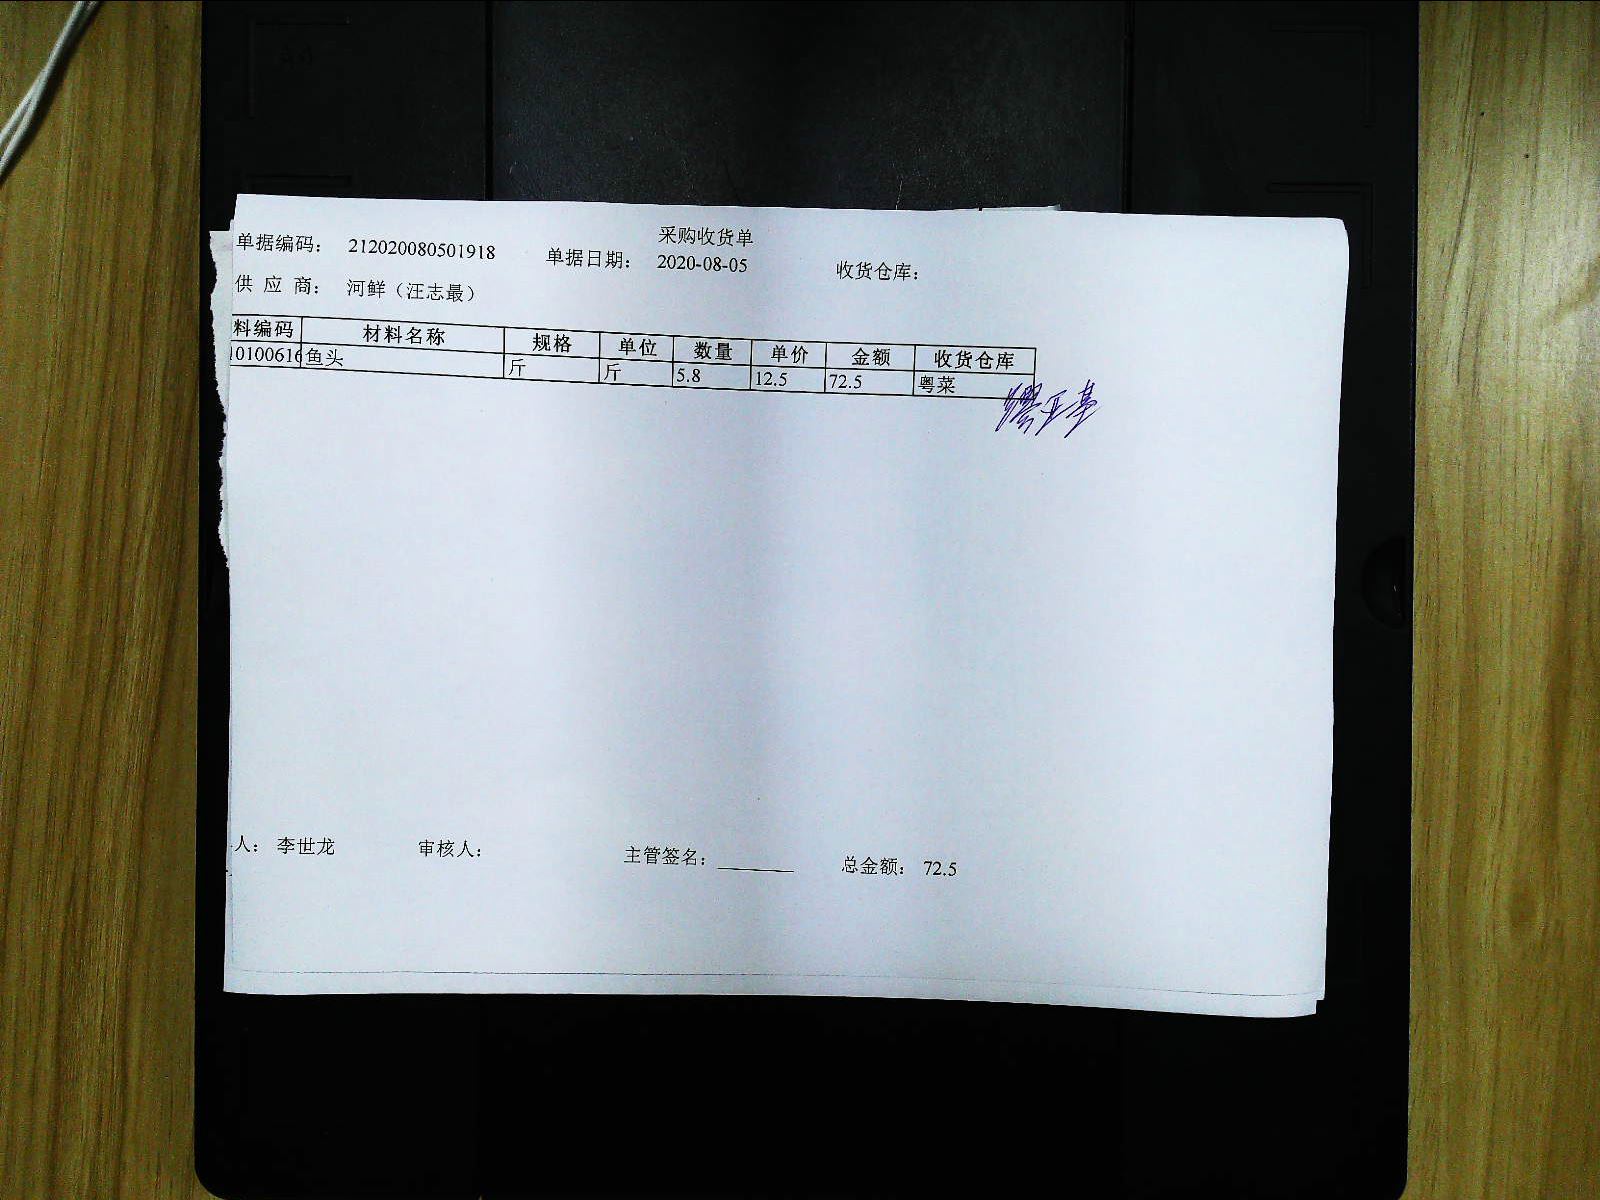 采购收货单
单据编码： 212020080501918 单据日期： 2020-08-05 收货仓库：
供 应 商： 河鲜（汪志最）
料编码 材料名称 规格 单位 数量 单价 金额 收货仓库
10100616 鱼头 斤 斤 5.8 12.5 72.5 粤菜
人： 李世龙 审核人： 主管签名： 总金额： 72.5